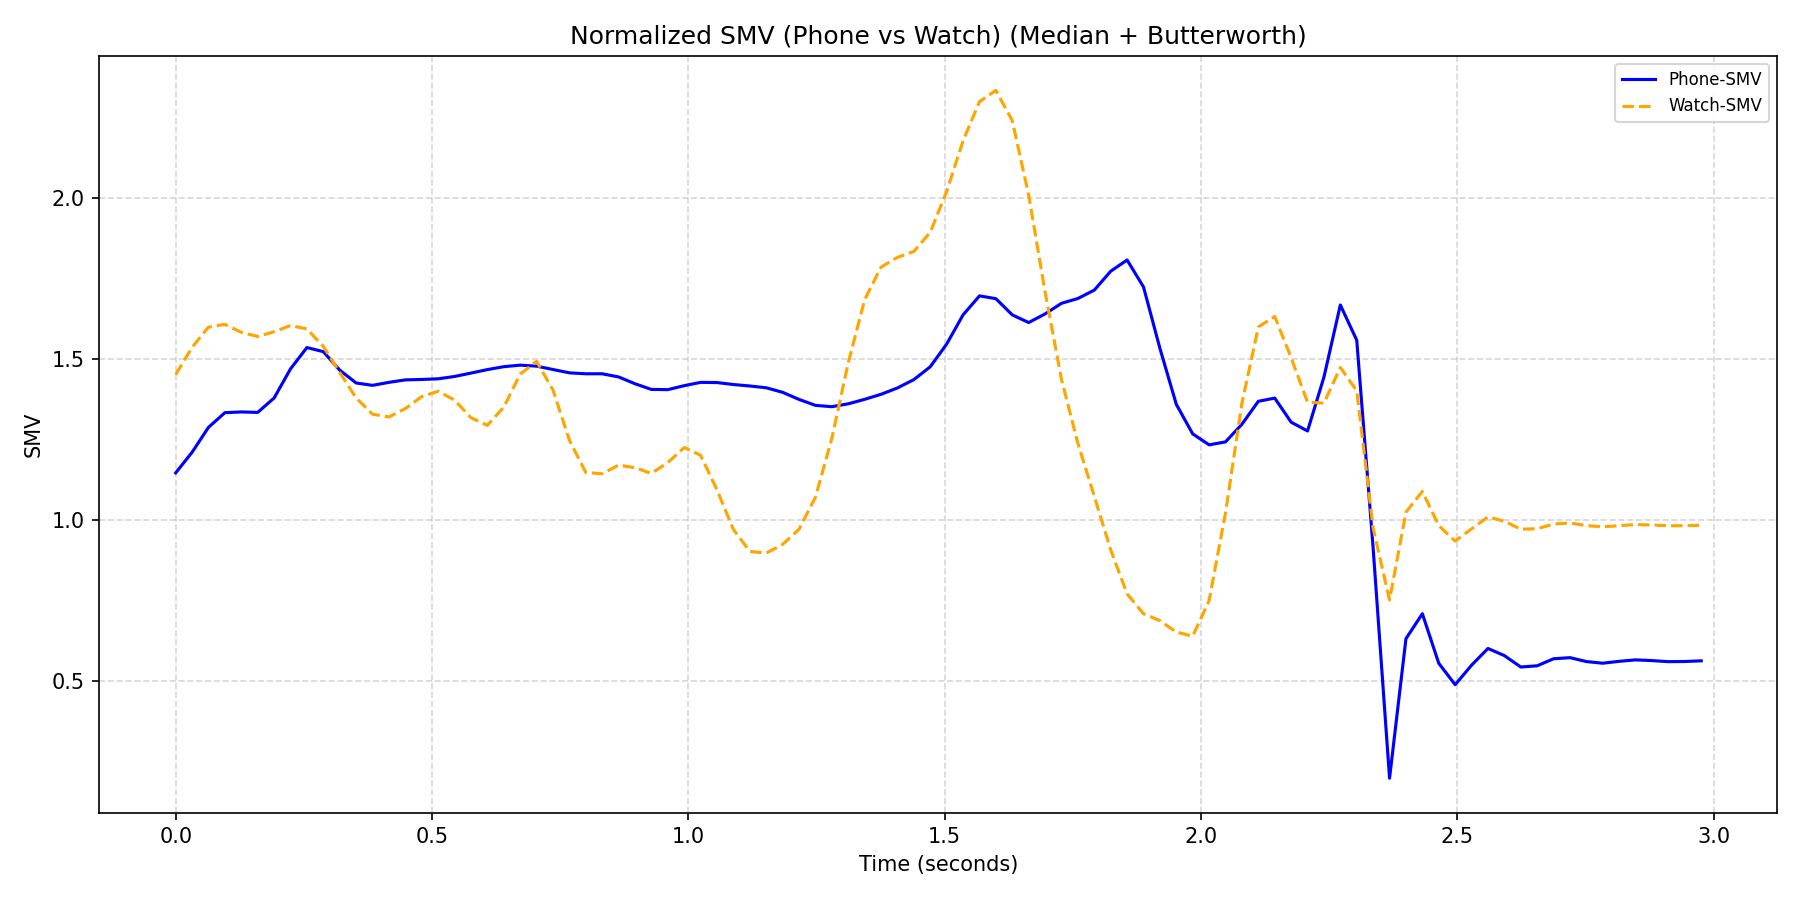 Normalized SMV (Phone vs Watch) (Median + Butterworth)
Phone-SMV
Watch-SMV
SMV
2.0
1.5
1.0
0.5
0.0 0.5 1.0 1.5 2.0 2.5 3.0
Time (seconds)